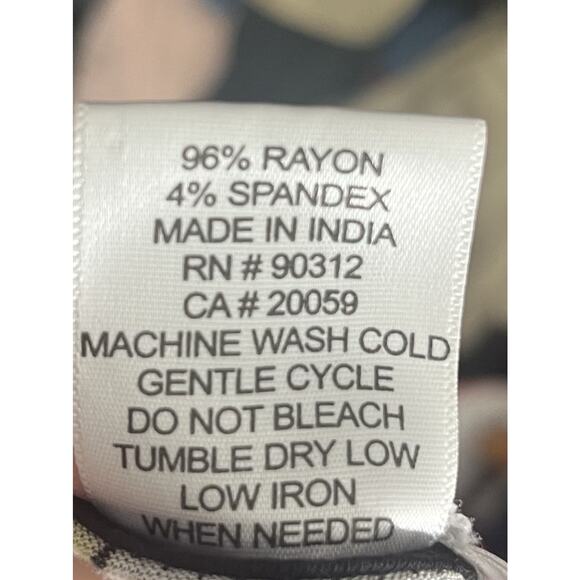 96% RAYON
4% SPANDEX
MADE IN INDIA
RN # 90312
CA # 20059
MACHINE WASH COLD
GENTLE CYCLE
DO NOT BLEACH
TUMBLE DRY LOW
LOW IRON
WHEN NEEDED